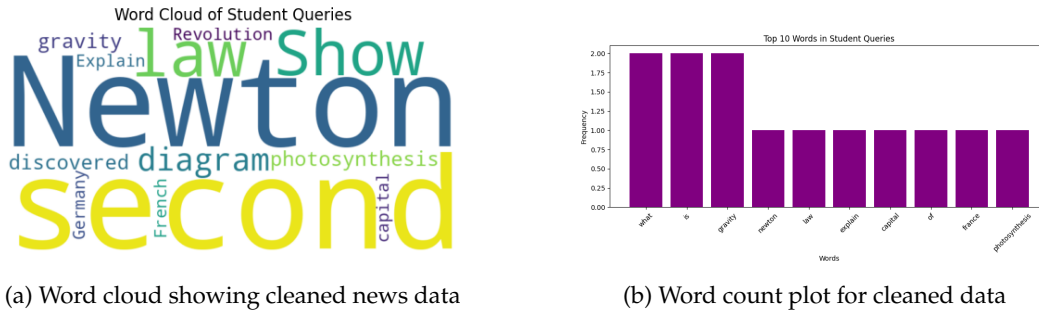 Word Cloud of Student Queries
gravity
Revolution
Explain
law
Show
Newton
discovered
diagram
photosynthesis
second
Germany
French
capital
(a) Word cloud showing cleaned news data
Top 10 Words in Student Queries
Frequency
2.00
1.75
1.50
1.25
1.00
0.75
0.50
0.25
0.00
what
is
gravity
newton
law
explain
capital
of
france
photosynthesis
Words
(b) Word count plot for cleaned data